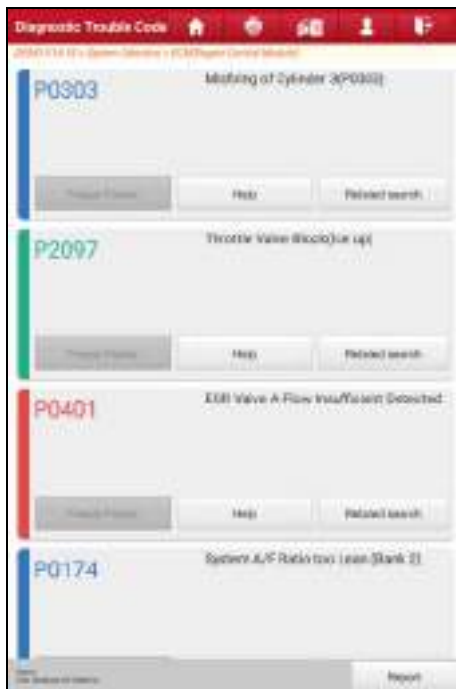 Diagnostic Trouble Code
P0303
Misfiring of Cylinder 3(P0303)
Help
Related search
P2097
Throttle Valve Block(Ice up)
Help
Related search
P0401
EGR Valve A Flow Insufficient Detected
Help
Related search
P0174
System A/F Ratio too Lean (Bank 2)
Report